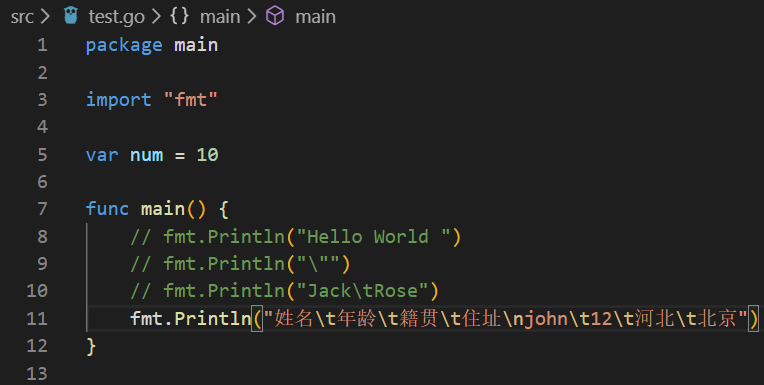 src > test.go > {} main > main
1 package main
2
3 import "fmt"
4
5 var num = 10
6
7 func main() {
8     // fmt.Println("Hello World ")
9     // fmt.Println("\"")
10     // fmt.Println("Jack\tRose")
11     fmt.Println("姓名\t年龄\t籍贯\t住址\njohn\t12\t河北\t北京")
12 }
13